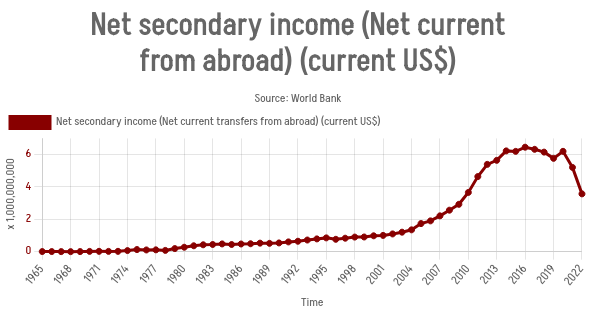 Net secondary income (Net current
from abroad) (current US$)
Source: World Bank
Net secondary income (Net current transfers from abroad) (current US$)
x 1,000,000,000
6
4
2
0
1965 1968 1971 1974 1977 1980 1983 1986 1989 1992 1995 1998 2001 2004 2007 2010 2013 2016 2019 2022
Time